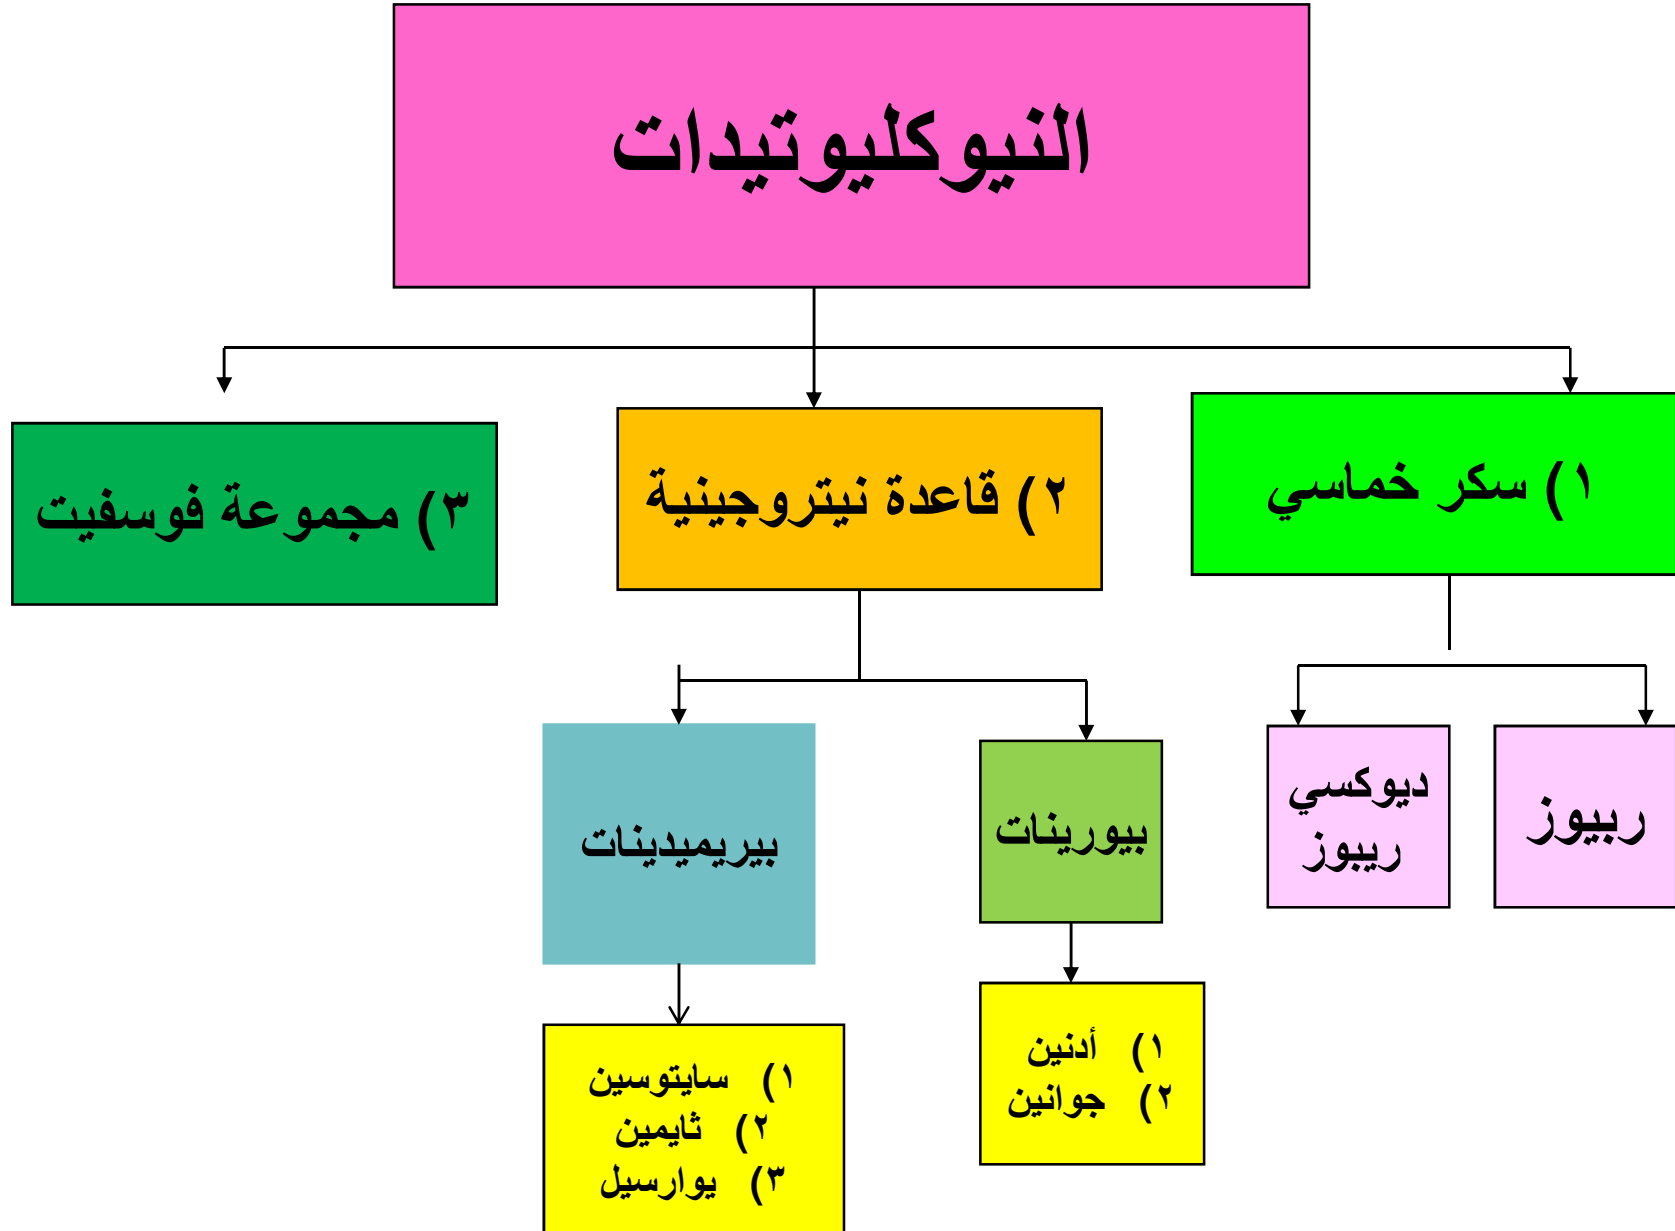 النيوكليوتيدات
١) سكر خماسي
٢) قاعدة نيتروجينية
٣) مجموعة فوسفيت
ربيوز
ديوكسي
ريبوز
بيورينات
بيريميدينات
١) أدنين
٢) جوانين
١) سايتوسين
٢) ثايمين
٣) يوارسيل